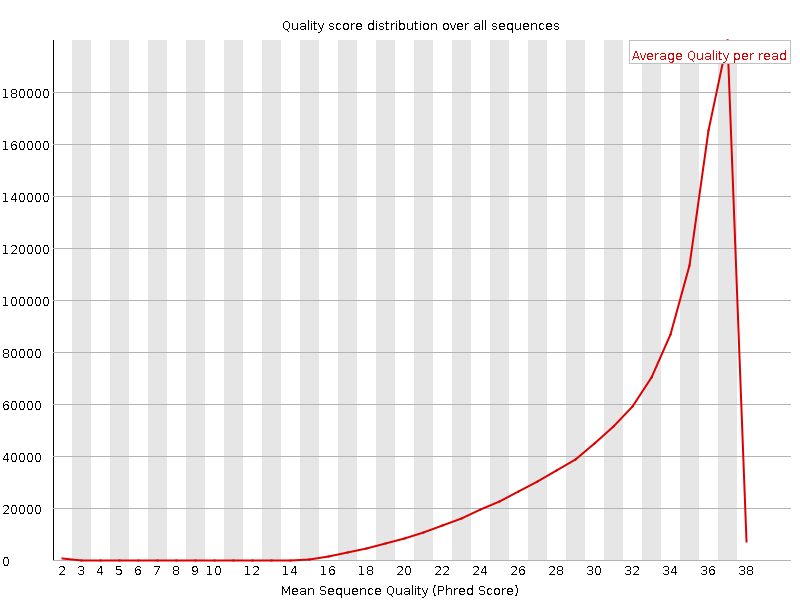 Quality score distribution over all sequences
Average Quality per read
180000
160000
140000
120000
100000
80000
60000
40000
20000
0
2 3 4 5 6 7 8 9 10 12 14 16 18 20 22 24 26 28 30 32 34 36 38
Mean Sequence Quality (Phred Score)